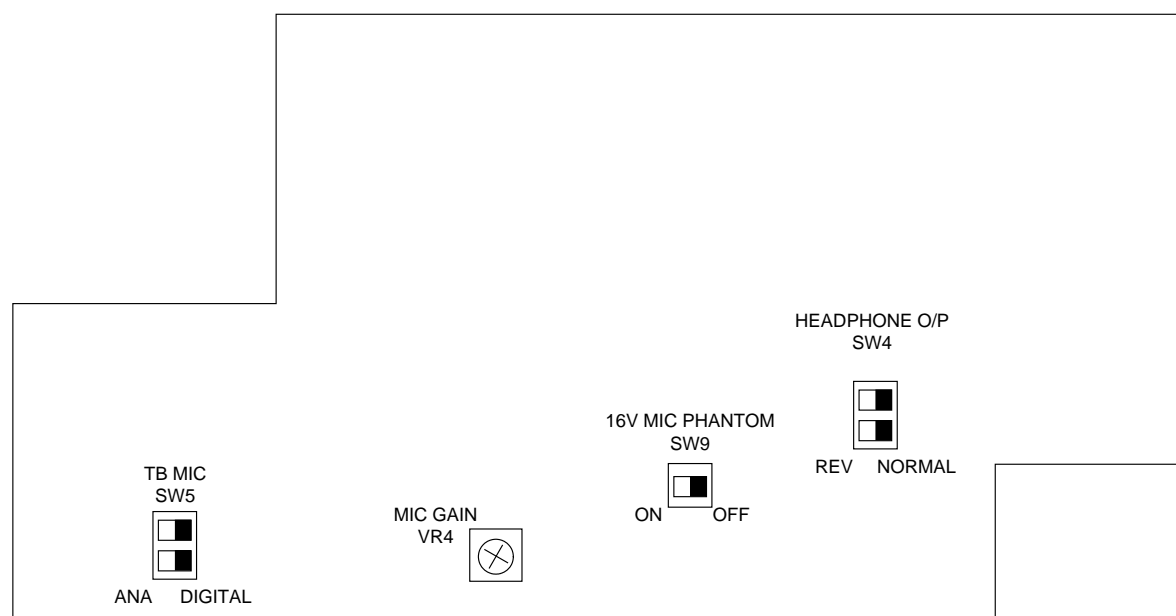 HEADPHONE O/P
SW4
REV NORMAL
16V MIC PHANTOM
SW9
ON OFF
TB MIC
SW5
ANA DIGITAL
MIC GAIN
VR4